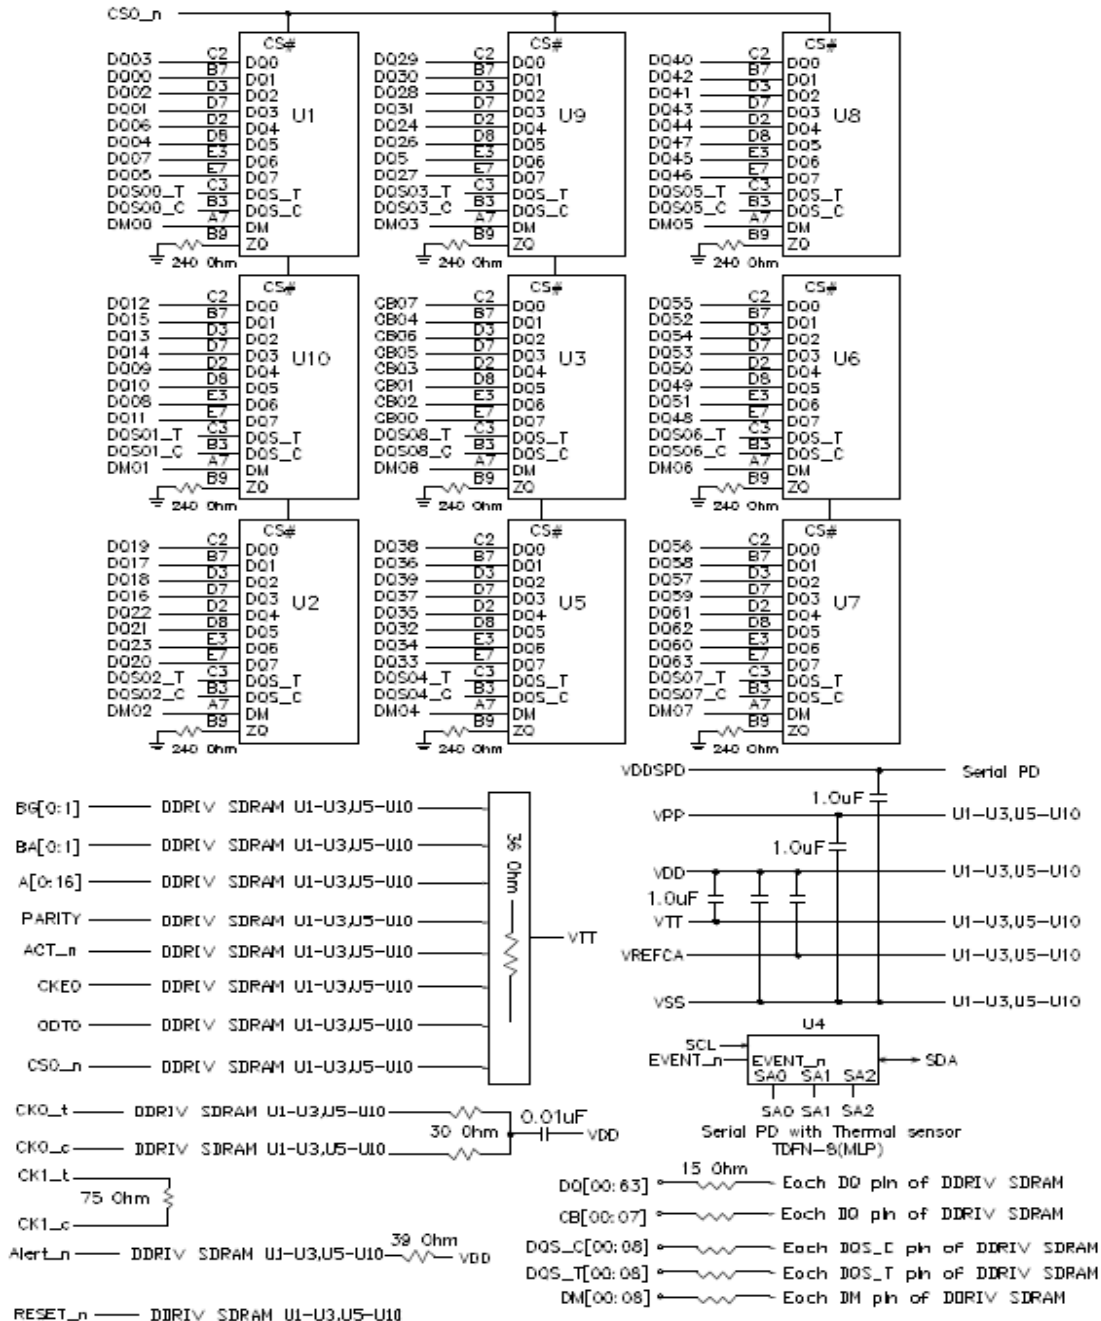 CS0_n
CS#
DQ03 C2 DQ0
DQ00 B7 DQ1
DQ02 D3 DQ2
DQ01 D7 DQ3
DQ06 D2 DQ4
DQ04 D8 DQ5
DQ07 E3 DQ6
DQ05 E7 DQ7
DQS00_T C3 DQS_T
DQS00_C B3 DQS_C
DM00 A7 DM
B9 ZQ
U1
240 Ohm
CS#
DQ29 C2 DQ0
DQ30 B7 DQ1
DQ28 D3 DQ2
DQ31 D7 DQ3
DQ24 D2 DQ4
DQ26 D8 DQ5
DQ5 E3 DQ6
DQ27 E7 DQ7
DQS03_T C3 DQS_T
DQS03_C B3 DQS_C
DM03 A7 DM
B9 ZQ
U9
240 Ohm
CS#
DQ40 C2 DQ0
DQ42 B7 DQ1
DQ41 D3 DQ2
DQ43 D7 DQ3
DQ44 D2 DQ4
DQ47 D8 DQ5
DQ45 E3 DQ6
DQ46 E7 DQ7
DQS05_T C3 DQS_T
DQS05_C B3 DQS_C
DM05 A7 DM
B9 ZQ
U8
240 Ohm
CS#
DQ12 C2 DQ0
DQ15 B7 DQ1
DQ13 D3 DQ2
DQ14 D7 DQ3
DQ09 D2 DQ4
DQ10 D8 DQ5
DQ08 E3 DQ6
DQ11 E7 DQ7
DQS01_T C3 DQS_T
DQS01_C B3 DQS_C
DM01 A7 DM
B9 ZQ
U10
240 Ohm
CS#
CB07 C2 DQ0
CB04 B7 DQ1
CB06 D3 DQ2
CB05 D7 DQ3
CB03 D2 DQ4
CB01 D8 DQ5
CB02 E3 DQ6
CB00 E7 DQ7
DQS08_T C3 DQS_T
DQS08_C B3 DQS_C
DM08 A7 DM
B9 ZQ
U3
240 Ohm
CS#
DQ55 C2 DQ0
DQ52 B7 DQ1
DQ54 D3 DQ2
DQ53 D7 DQ3
DQ50 D2 DQ4
DQ49 D8 DQ5
DQ51 E3 DQ6
DQ48 E7 DQ7
DQS06_T C3 DQS_T
DQS06_C B3 DQS_C
DM06 A7 DM
B9 ZQ
U6
240 Ohm
CS#
DQ19 C2 DQ0
DQ17 B7 DQ1
DQ18 D3 DQ2
DQ16 D7 DQ3
DQ22 D2 DQ4
DQ21 D8 DQ5
DQ23 E3 DQ6
DQ20 E7 DQ7
DQS02_T C3 DQS_T
DQS02_C B3 DQS_C
DM02 A7 DM
B9 ZQ
U2
240 Ohm
CS#
DQ38 C2 DQ0
DQ36 B7 DQ1
DQ39 D3 DQ2
DQ37 D7 DQ3
DQ35 D2 DQ4
DQ32 D8 DQ5
DQ34 E3 DQ6
DQ33 E7 DQ7
DQS04_T C3 DQS_T
DQS04_C B3 DQS_C
DM04 A7 DM
B9 ZQ
U5
240 Ohm
CS#
DQ56 C2 DQ0
DQ58 B7 DQ1
DQ57 D3 DQ2
DQ59 D7 DQ3
DQ61 D2 DQ4
DQ62 D8 DQ5
DQ60 E3 DQ6
DQ63 E7 DQ7
DQS07_T C3 DQS_T
DQS07_C B3 DQS_C
DM07 A7 DM
B9 ZQ
U7
240 Ohm
BG[0:1] DDRIV SDRAM U1-U3,U5-U10
BA[0:1] DDRIV SDRAM U1-U3,U5-U10
A[0:16] DDRIV SDRAM U1-U3,U5-U10
PARITY DDRIV SDRAM U1-U3,U5-U10
ACT_n DDRIV SDRAM U1-U3,U5-U10
CKE0 DDRIV SDRAM U1-U3,U5-U10
ODT0 DDRIV SDRAM U1-U3,U5-U10
CS0_n DDRIV SDRAM U1-U3,U5-U10
36 Ohm
VTT
VDDSPD Serial PD
1.0uF
VPP U1-U3,U5-U10
1.0uF
VDD U1-U3,U5-U10
1.0uF
VTT U1-U3,U5-U10
VREFCA U1-U3,U5-U10
VSS U1-U3,U5-U10
U4
SCL
EVENT_n EVENT_n SDA
SA0 SA1 SA2
SA0 SA1 SA2
Serial PD with Thermal sensor
TDFN-8(MLP)
CK0_t DDRIV SDRAM U1-U3,U5-U10
30 Ohm 0.01uF VDD
CK0_c DDRIV SDRAM U1-U3,U5-U10
CK1_t
75 Ohm
CK1_c
Alert_n DDRIV SDRAM U1-U3,U5-U10 39 Ohm VDD
RESET_n DDRIV SDRAM U1-U3,U5-U10
15 Ohm
DQ[00:63] Each DQ pin of DDRIV SDRAM
CB[00:07] Each DQ pin of DDRIV SDRAM
DQS_C[00:08] Each DQS_C pin of DDRIV SDRAM
DQS_T[00:08] Each DQS_T pin of DDRIV SDRAM
DM[00:08] Each DM pin of DDRIV SDRAM